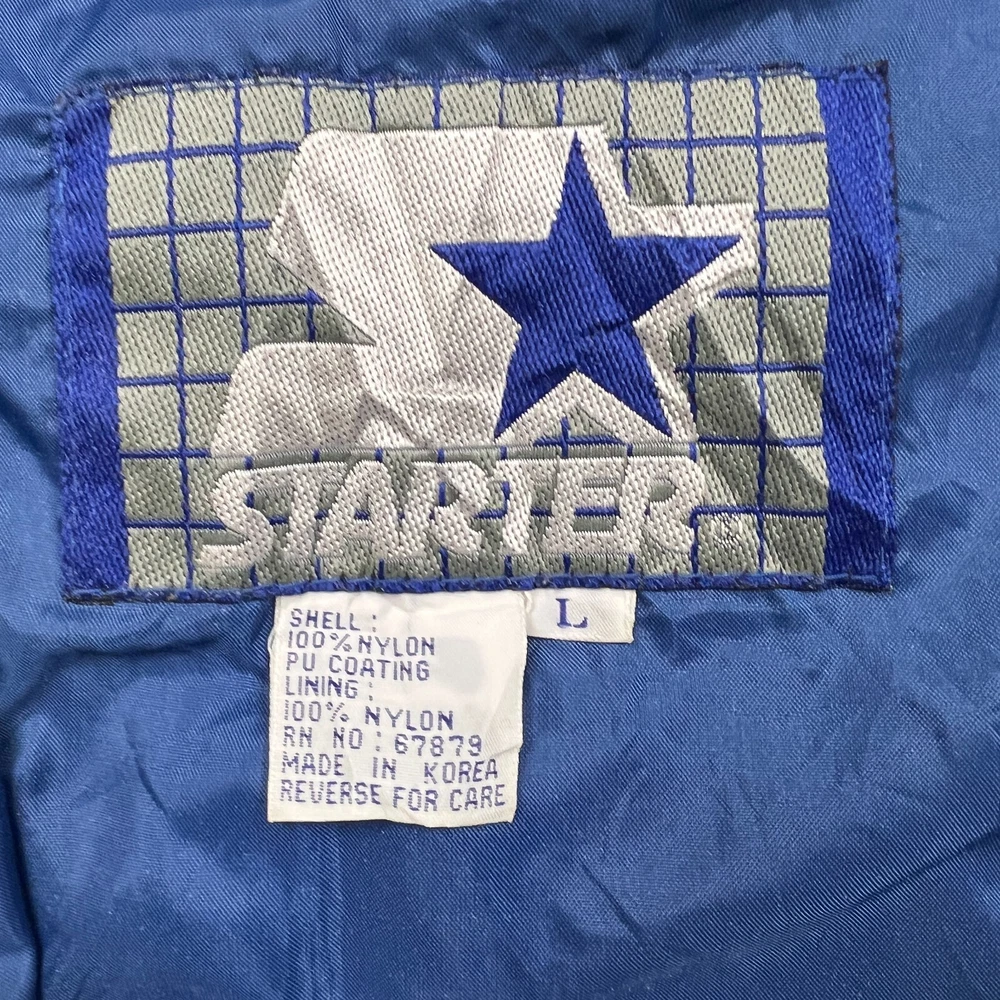 STARTER
L
SHELL:
100% NYLON
PU COATING
LINING:
100% NYLON
RN NO: 67879
MADE IN KOREA
REVERSE FOR CARE